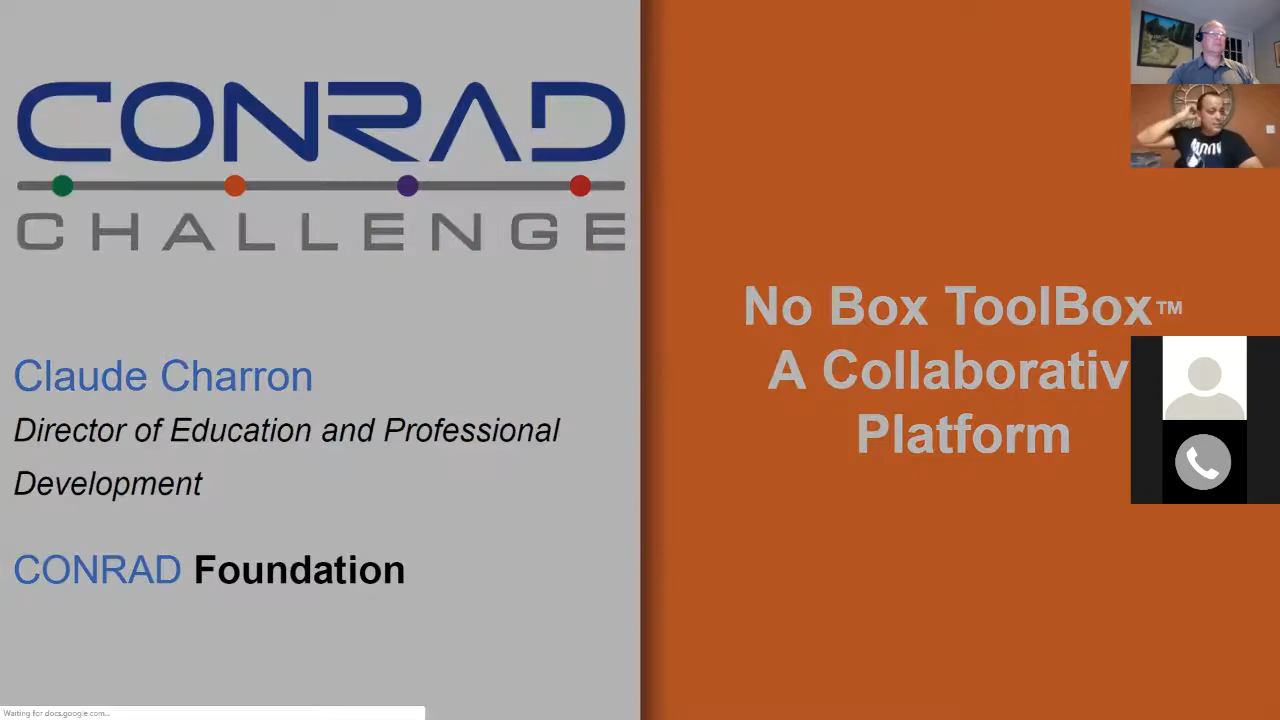 CONRAD
CHALLENGE
Claude Charron
Director of Education and Professional
Development
CONRAD Foundation
No Box ToolBox™
A Collaborativ
Platform
Waiting for docs.google.com...